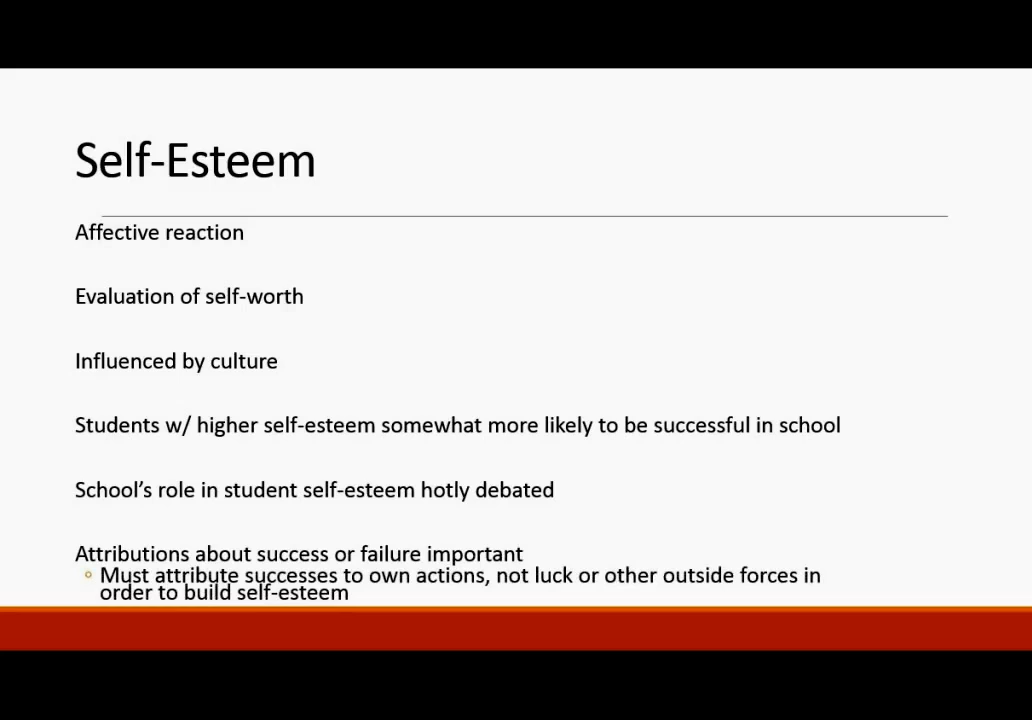 Self-Esteem
Affective reaction
Evaluation of self-worth
Influenced by culture
Students w/ higher self-esteem somewhat more likely to be successful in school
School’s role in student self-esteem hotly debated
Attributions about success or failure important
Must attribute successes to own actions, not luck or other outside forces in
order to build self-esteem